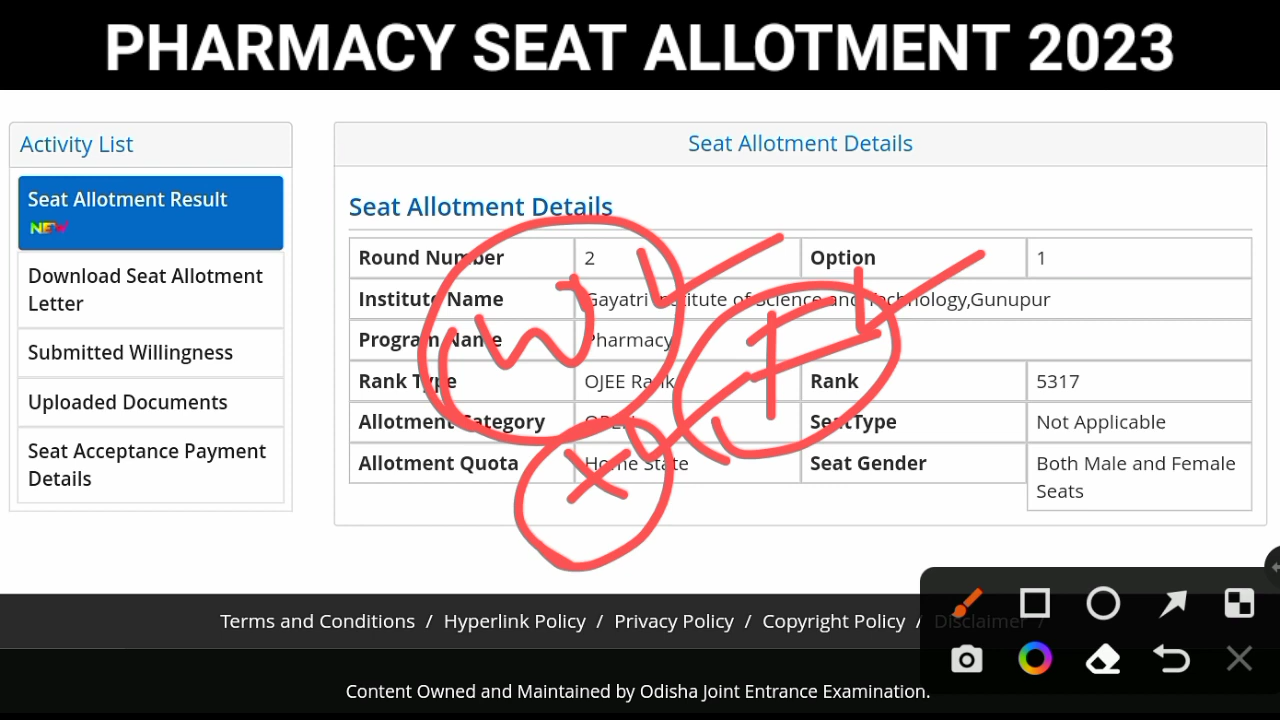 PHARMACY SEAT ALLOTMENT 2023
Activity List
Seat Allotment Result
NEW
Download Seat Allotment
Letter
Submitted Willingness
Uploaded Documents
Seat Acceptance Payment
Details
Seat Allotment Details
Seat Allotment Details
Round Number 2 Option 1
Institute Name Gayatri Institute of Science and Technology,Gunupur
Program Name Pharmacy
Rank Type OJEE Rank Rank 5317
Allotment Category OPEN SeatType Not Applicable
Allotment Quota Home State Seat Gender Both Male and Female
Seats
W
F
X
Terms and Conditions / Hyperlink Policy / Privacy Policy / Copyright Policy / Disclaimer /
Content Owned and Maintained by Odisha Joint Entrance Examination.